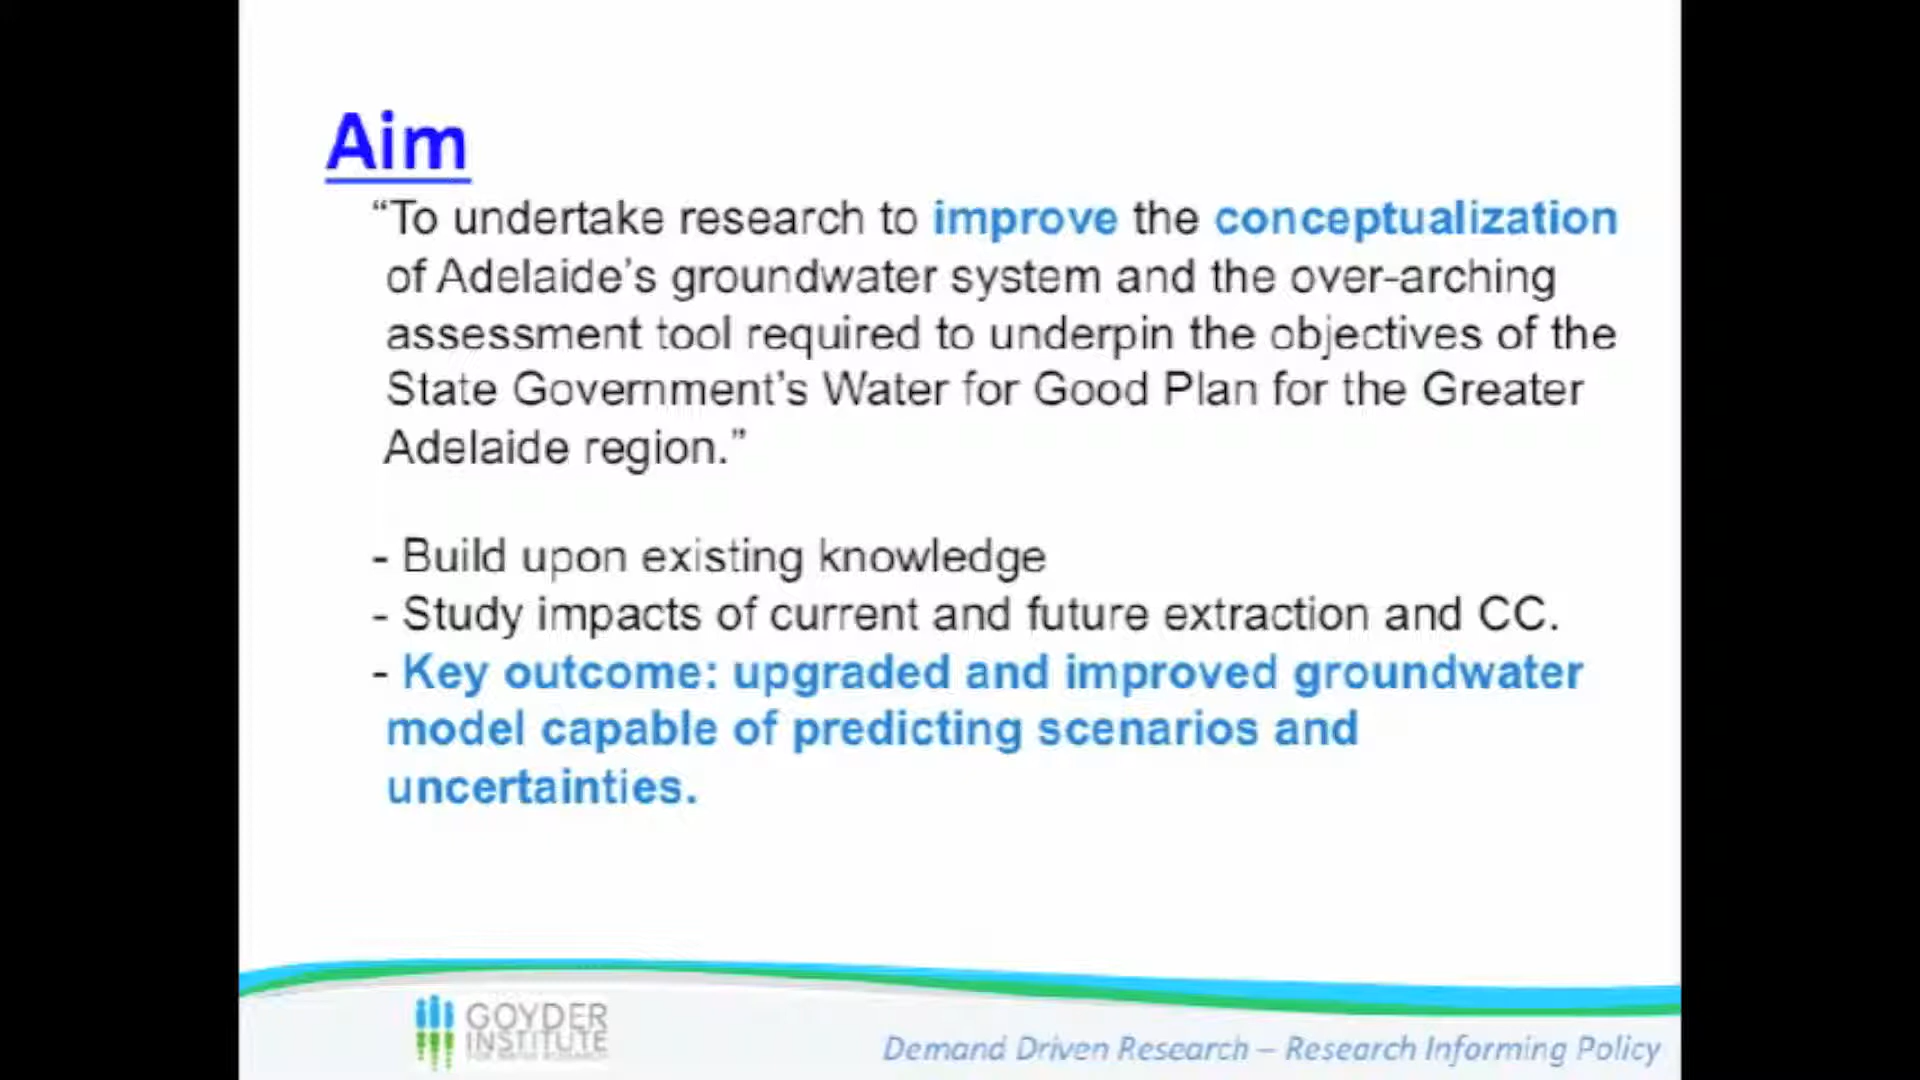 Aim
“To undertake research to improve the conceptualization
of Adelaide’s groundwater system and the over-arching
assessment tool required to underpin the objectives of the
State Government’s Water for Good Plan for the Greater
Adelaide region.”
- Build upon existing knowledge
- Study impacts of current and future extraction and CC.
- Key outcome: upgraded and improved groundwater
model capable of predicting scenarios and
uncertainties.
GOYDER
INSTITUTE
Demand Driven Research – Research Informing Policy